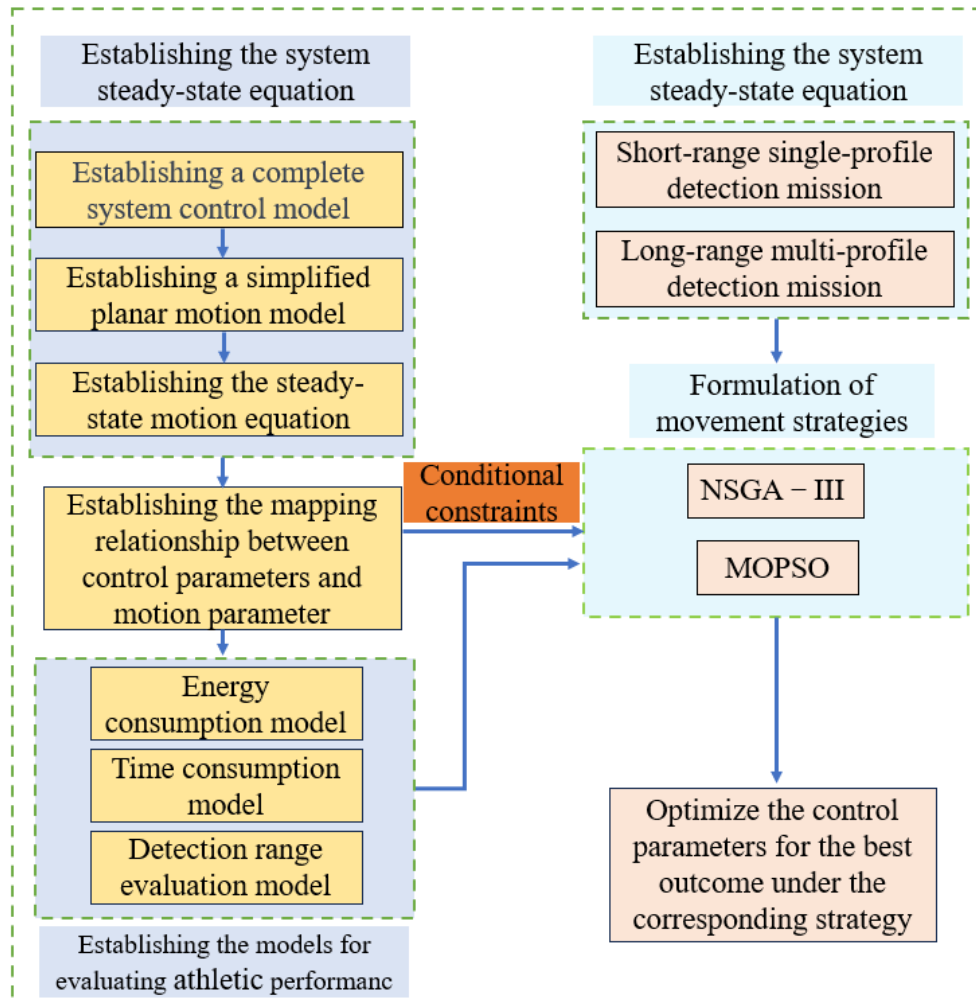 Establishing the system
steady-state equation
Establishing a complete
system control model
Establishing a simplified
planar motion model
Establishing the steady-
state motion equation
Establishing the mapping
relationship between
control parameters and
motion parameter
Energy
consumption model
Time consumption
model
Detection range
evaluation model
Establishing the models for
evaluating athletic performanc
Conditional
constraints
Establishing the system
steady-state equation
Short-range single-profile
detection mission
Long-range multi-profile
detection mission
Formulation of
movement strategies
NSGA − III
MOPSO
Optimize the control
parameters for the best
outcome under the
corresponding strategy